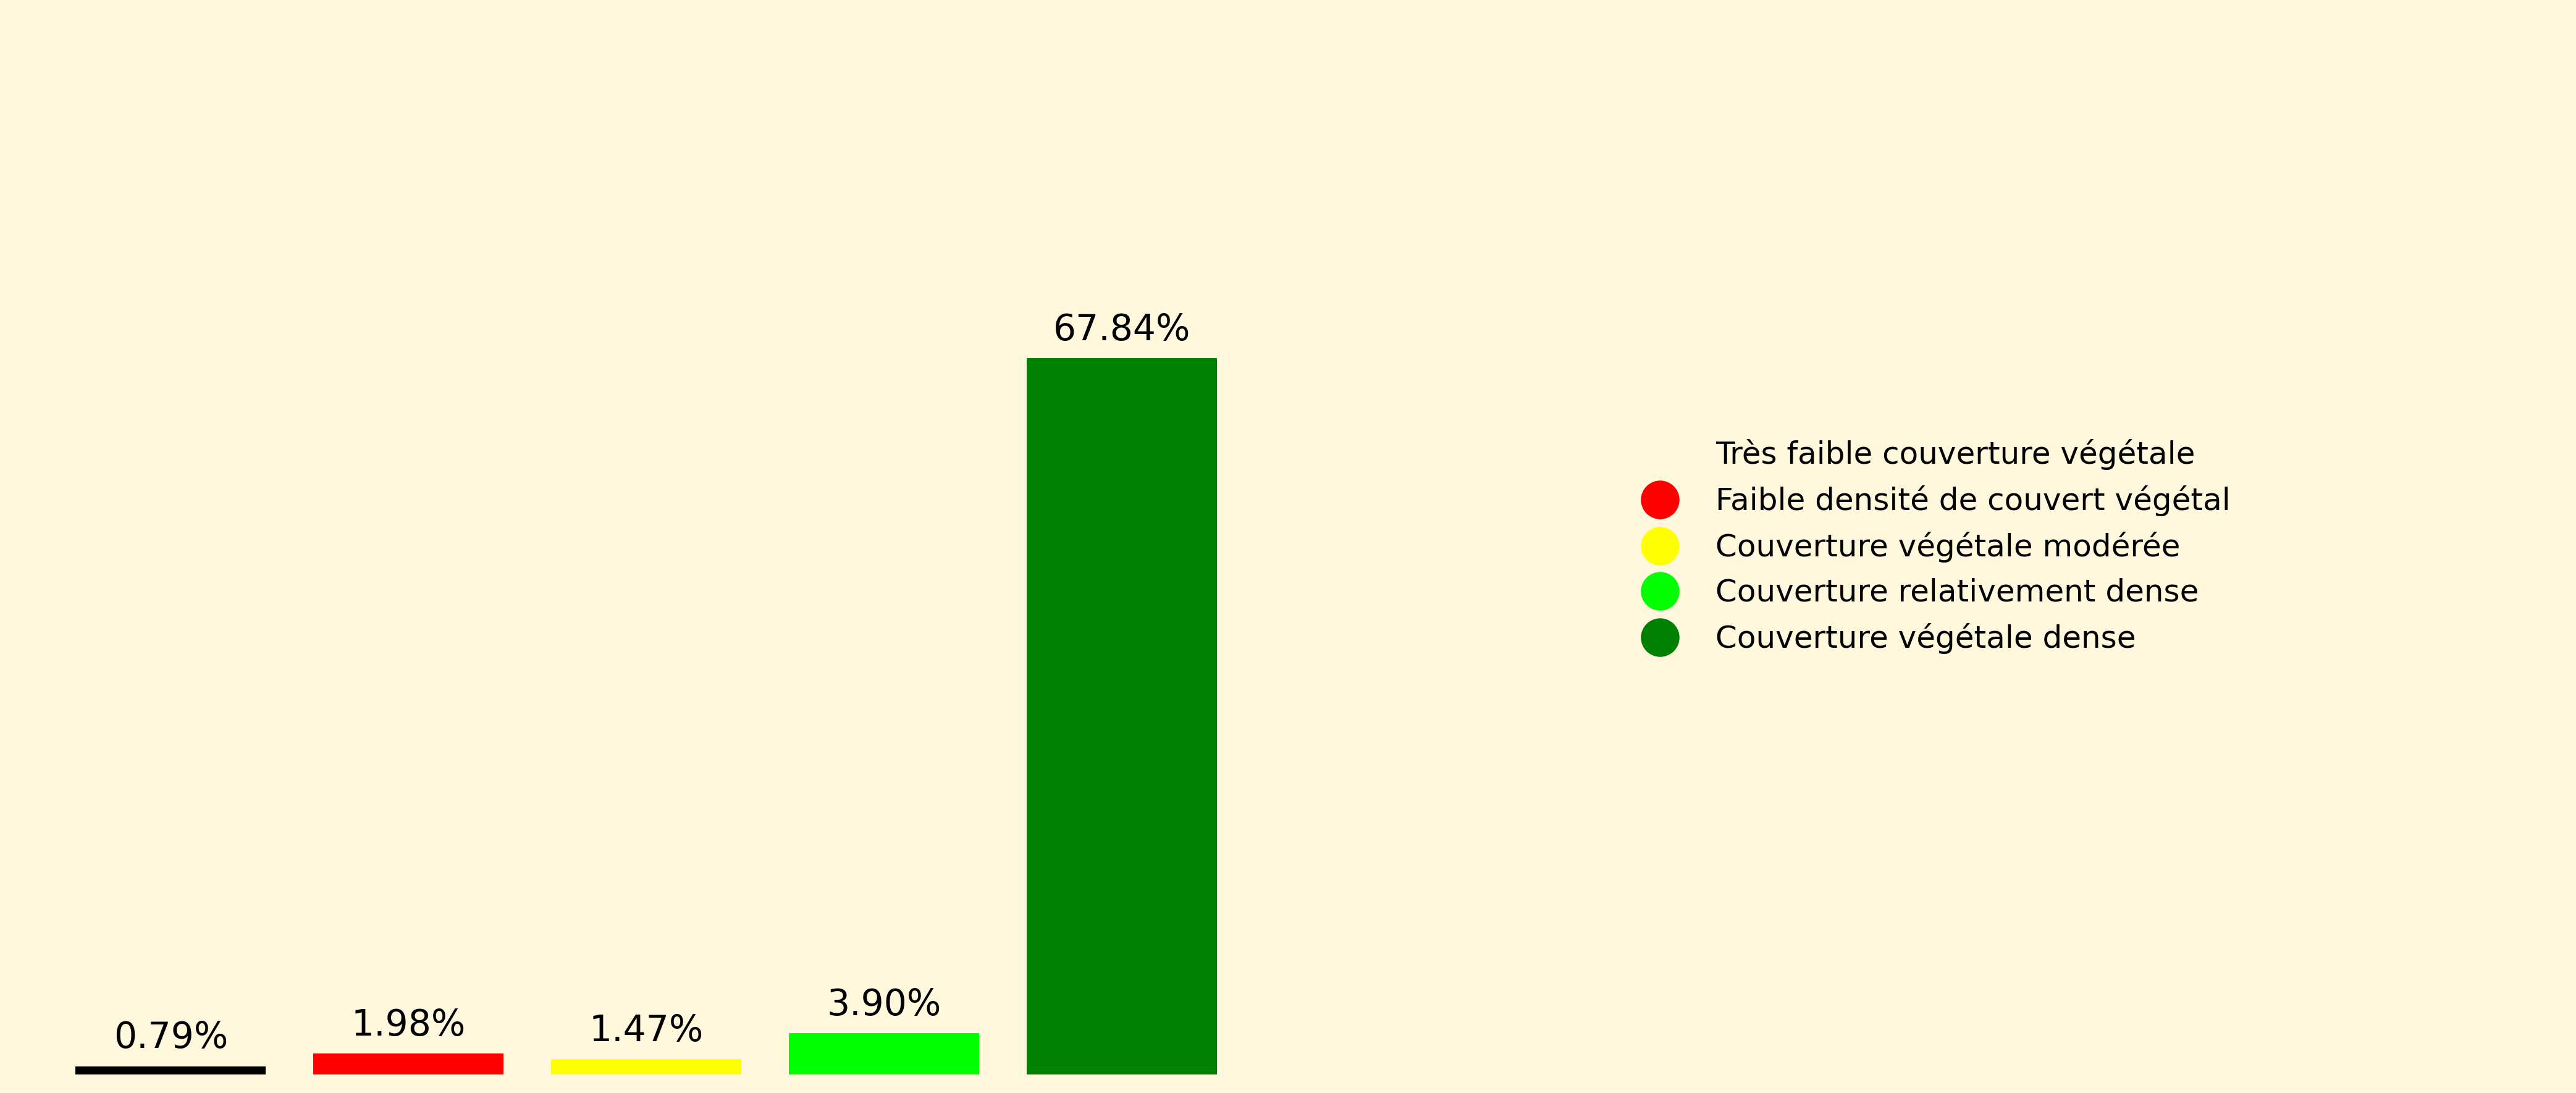 67.84%
0.79%
1.98%
1.47%
3.90%
Très faible couverture végétale
Faible densité de couvert végétal
Couverture végétale modérée
Couverture relativement dense
Couverture végétale dense